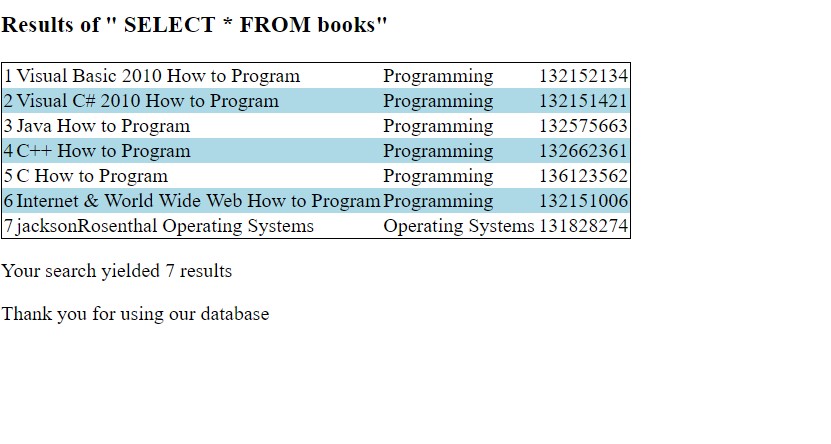 Results of " SELECT * FROM books"
1 Visual Basic 2010 How to Program Programming 132152134
2 Visual C# 2010 How to Program Programming 132151421
3 Java How to Program Programming 132575663
4 C++ How to Program Programming 132662361
5 C How to Program Programming 136123562
6 Internet & World Wide Web How to Program Programming 132151006
7 jacksonRosenthal Operating Systems Operating Systems 131828274
Your search yielded 7 results
Thank you for using our database